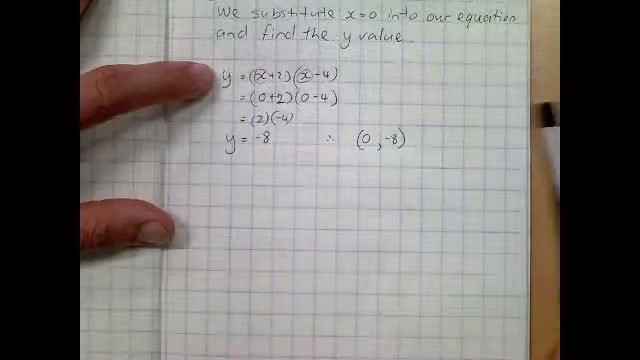 We substitute x=0 into our equation
and find the y value.
y = (x+2)(x-4)
= (0+2)(0-4)
= (2)(-4)
y = -8 ∴ (0, -8)